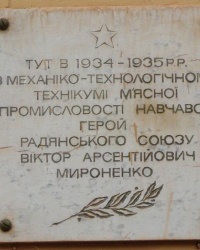 ТУТ В 1934-1935 Р.Р.
В МЕХАНІКО-ТЕХНОЛОГІЧНОМ
ТЕХНІКУМІ М'ЯСНОЇ
ПРОМИСЛОВОСТІ НАВЧАВС
ГЕРОЙ
РАДЯНСЬКОГО СОЮЗУ
ВІКТОР АРСЕНТІЙОВИЧ
МИРОНЕНКО